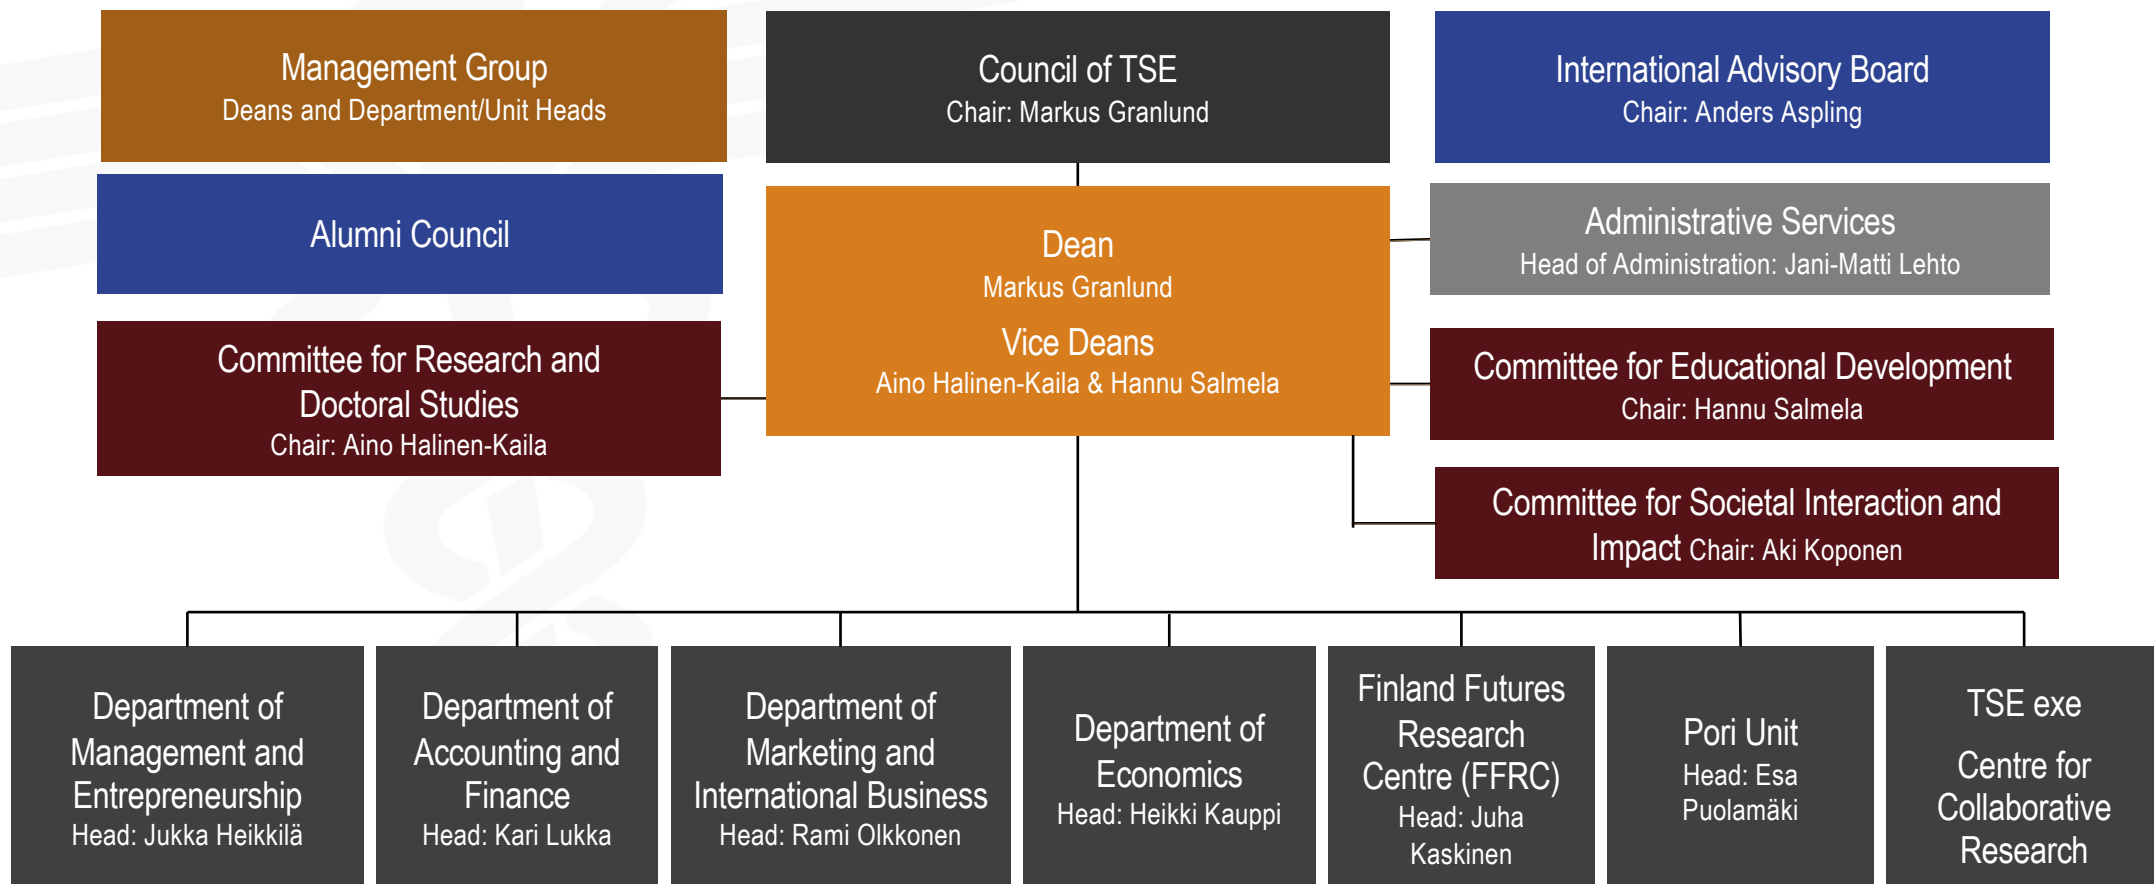 Management Group
Deans and Department/Unit Heads
Council of TSE
Chair: Markus Granlund
International Advisory Board
Chair: Anders Aspling
Alumni Council
Dean
Markus Granlund
Vice Deans
Aino Halinen-Kaila & Hannu Salmela
Administrative Services
Head of Administration: Jani-Matti Lehto
Committee for Research and
Doctoral Studies
Chair: Aino Halinen-Kaila
Committee for Educational Development
Chair: Hannu Salmela
Committee for Societal Interaction and
Impact Chair: Aki Koponen
Department of
Management and
Entrepreneurship
Head: Jukka Heikkilä
Department of
Accounting and
Finance
Head: Kari Lukka
Department of
Marketing and
International Business
Head: Rami Olkkonen
Department of
Economics
Head: Heikki Kauppi
Finland Futures
Research
Centre (FFRC)
Head: Juha
Kaskinen
Pori Unit
Head: Esa
Puolamäki
TSE exe
Centre for
Collaborative
Research